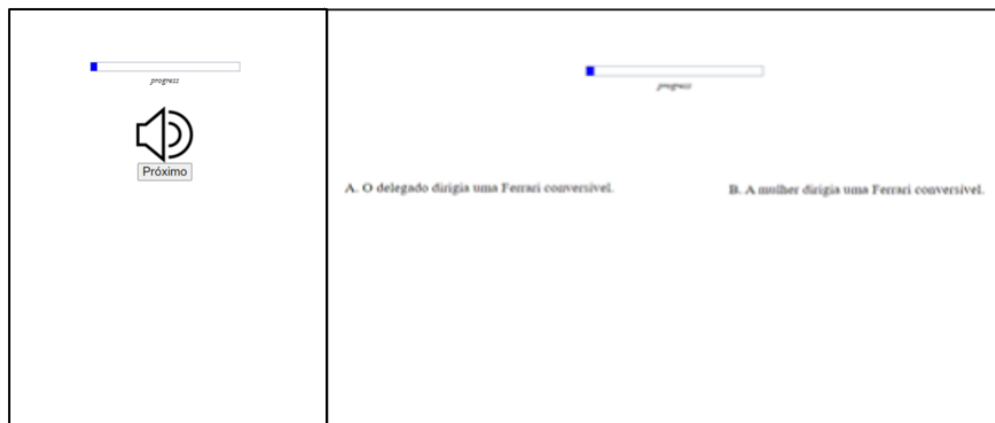 progress
Próximo
progress
A. O delegado dirigia uma Ferrari conversível.
B. A mulher dirigia uma Ferrari conversível.